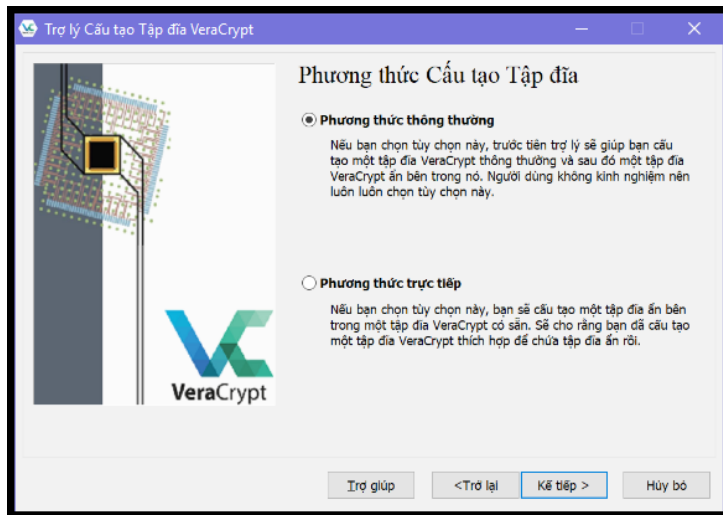 Trợ lý Cấu tạo Tập đĩa VeraCrypt
Phương thức Cấu tạo Tập đĩa
Phương thức thông thường
Nếu bạn chọn tùy chọn này, trước tiên trợ lý sẽ giúp bạn cấu
tạo một tập đĩa VeraCrypt thông thường và sau đó một tập đĩa
VeraCrypt ẩn bên trong nó. Người dùng không kinh nghiệm nên
luôn luôn chọn tùy chọn này.
Phương thức trực tiếp
Nếu bạn chọn tùy chọn này, bạn sẽ cấu tạo một tập đĩa ẩn bên
trong một tập đĩa VeraCrypt có sẵn. Sẽ cho rằng bạn đã cấu tạo
một tập đĩa VeraCrypt thích hợp để chứa tập đĩa ẩn rồi.
VeraCrypt
Trợ giúp
<Trở lại
Kế tiếp >
Hủy bỏ